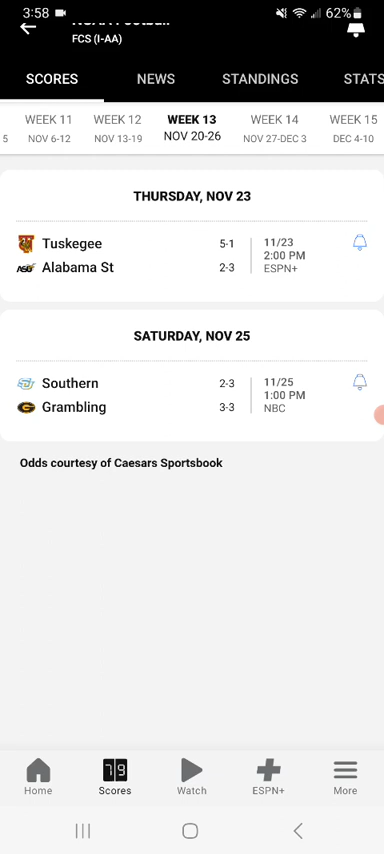 3:58 62%
FCS (I-AA)
SCORES NEWS STANDINGS STATS
WEEK 11 WEEK 12 WEEK 13 WEEK 14 WEEK 15
5 NOV 6-12 NOV 13-19 NOV 20-26 NOV 27-DEC 3 DEC 4-10
THURSDAY, NOV 23
Tuskegee 5-1 11/23
2:00 PM
Alabama St 2-3 ESPN+
SATURDAY, NOV 25
Southern 2-3 11/25
1:00 PM
Grambling 3-3 NBC
Odds courtesy of Caesars Sportsbook
79
Home Scores Watch ESPN+ More